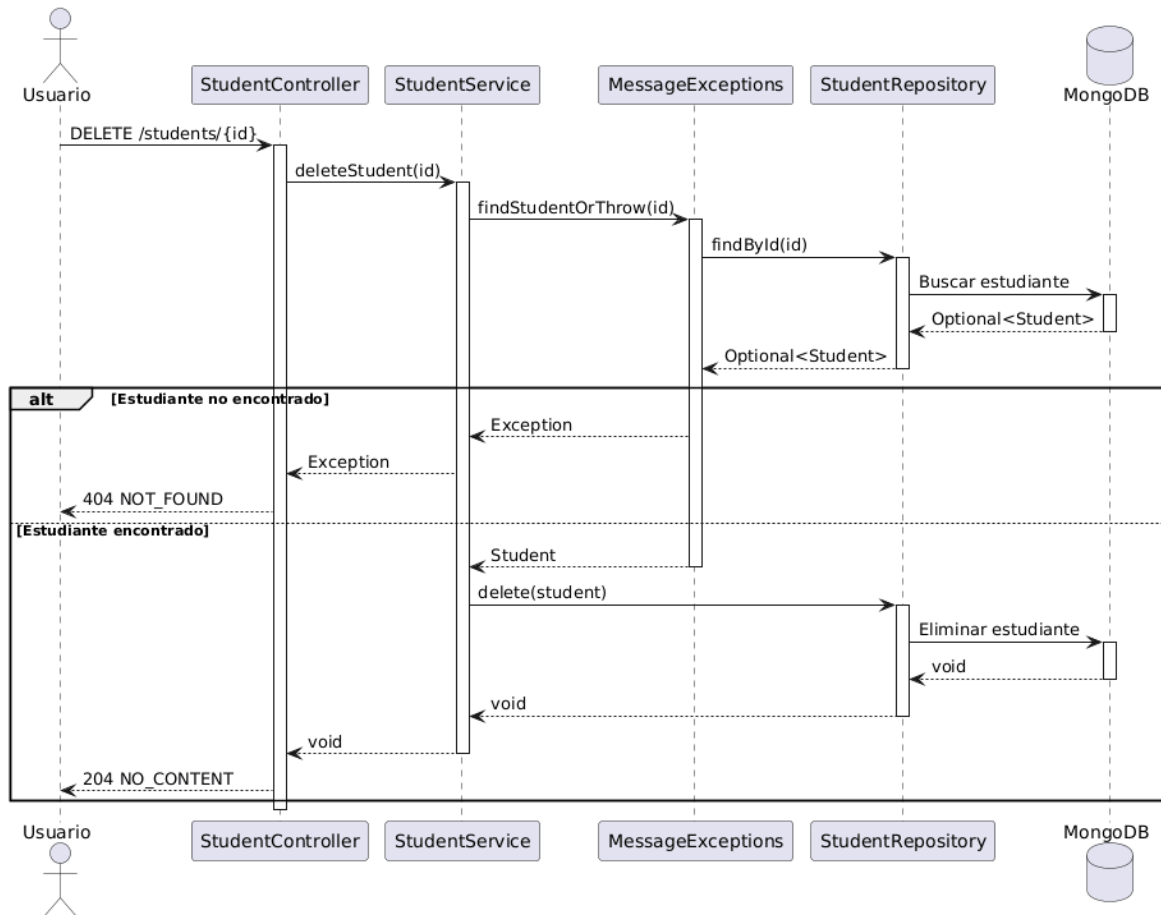 Usuario
StudentController
StudentService
MessageExceptions
StudentRepository
MongoDB
DELETE /students/{id}
deleteStudent(id)
findStudentOrThrow(id)
findById(id)
Buscar estudiante
Optional<Student>
Optional<Student>
alt
[Estudiante no encontrado]
Exception
Exception
404 NOT_FOUND
[Estudiante encontrado]
Student
delete(student)
Eliminar estudiante
void
void
void
204 NO_CONTENT
Usuario
StudentController
StudentService
MessageExceptions
StudentRepository
MongoDB